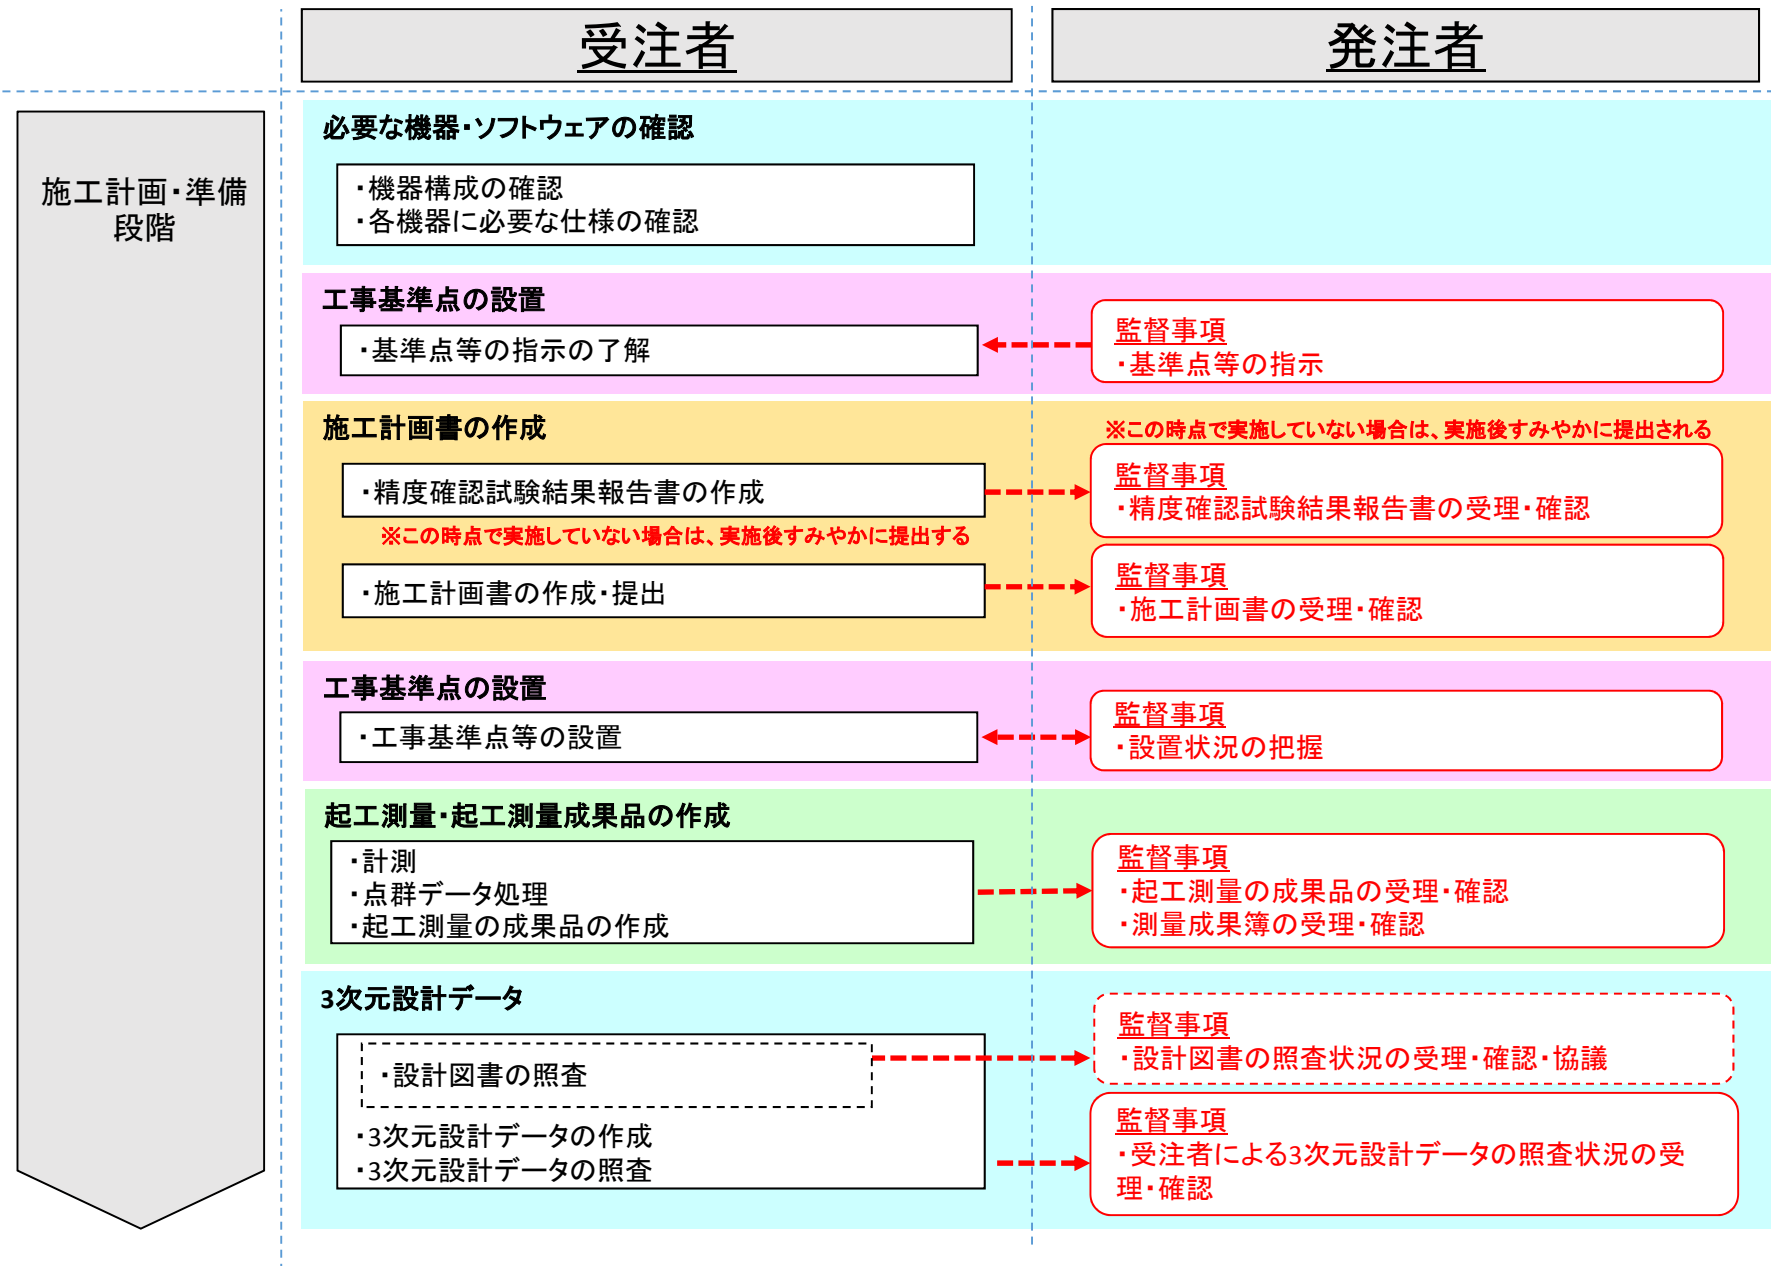 受注者
発注者
施工計画・準備
段階
必要な機器・ソフトウェアの確認
・機器構成の確認
・各機器に必要な仕様の確認
工事基準点の設置
・基準点等の指示の了解
監督事項
・基準点等の指示
施工計画書の作成
※この時点で実施していない場合は、実施後すみやかに提出される
・精度確認試験結果報告書の作成
監督事項
・精度確認試験結果報告書の受理・確認
※この時点で実施していない場合は、実施後すみやかに提出する
・施工計画書の作成・提出
監督事項
・施工計画書の受理・確認
工事基準点の設置
・工事基準点等の設置
監督事項
・設置状況の把握
起工測量・起工測量成果品の作成
・計測
・点群データ処理
・起工測量の成果品の作成
監督事項
・起工測量の成果品の受理・確認
・測量成果簿の受理・確認
3次元設計データ
・設計図書の照査
監督事項
・設計図書の照査状況の受理・確認・協議
・3次元設計データの作成
・3次元設計データの照査
監督事項
・受注者による3次元設計データの照査状況の受
理・確認